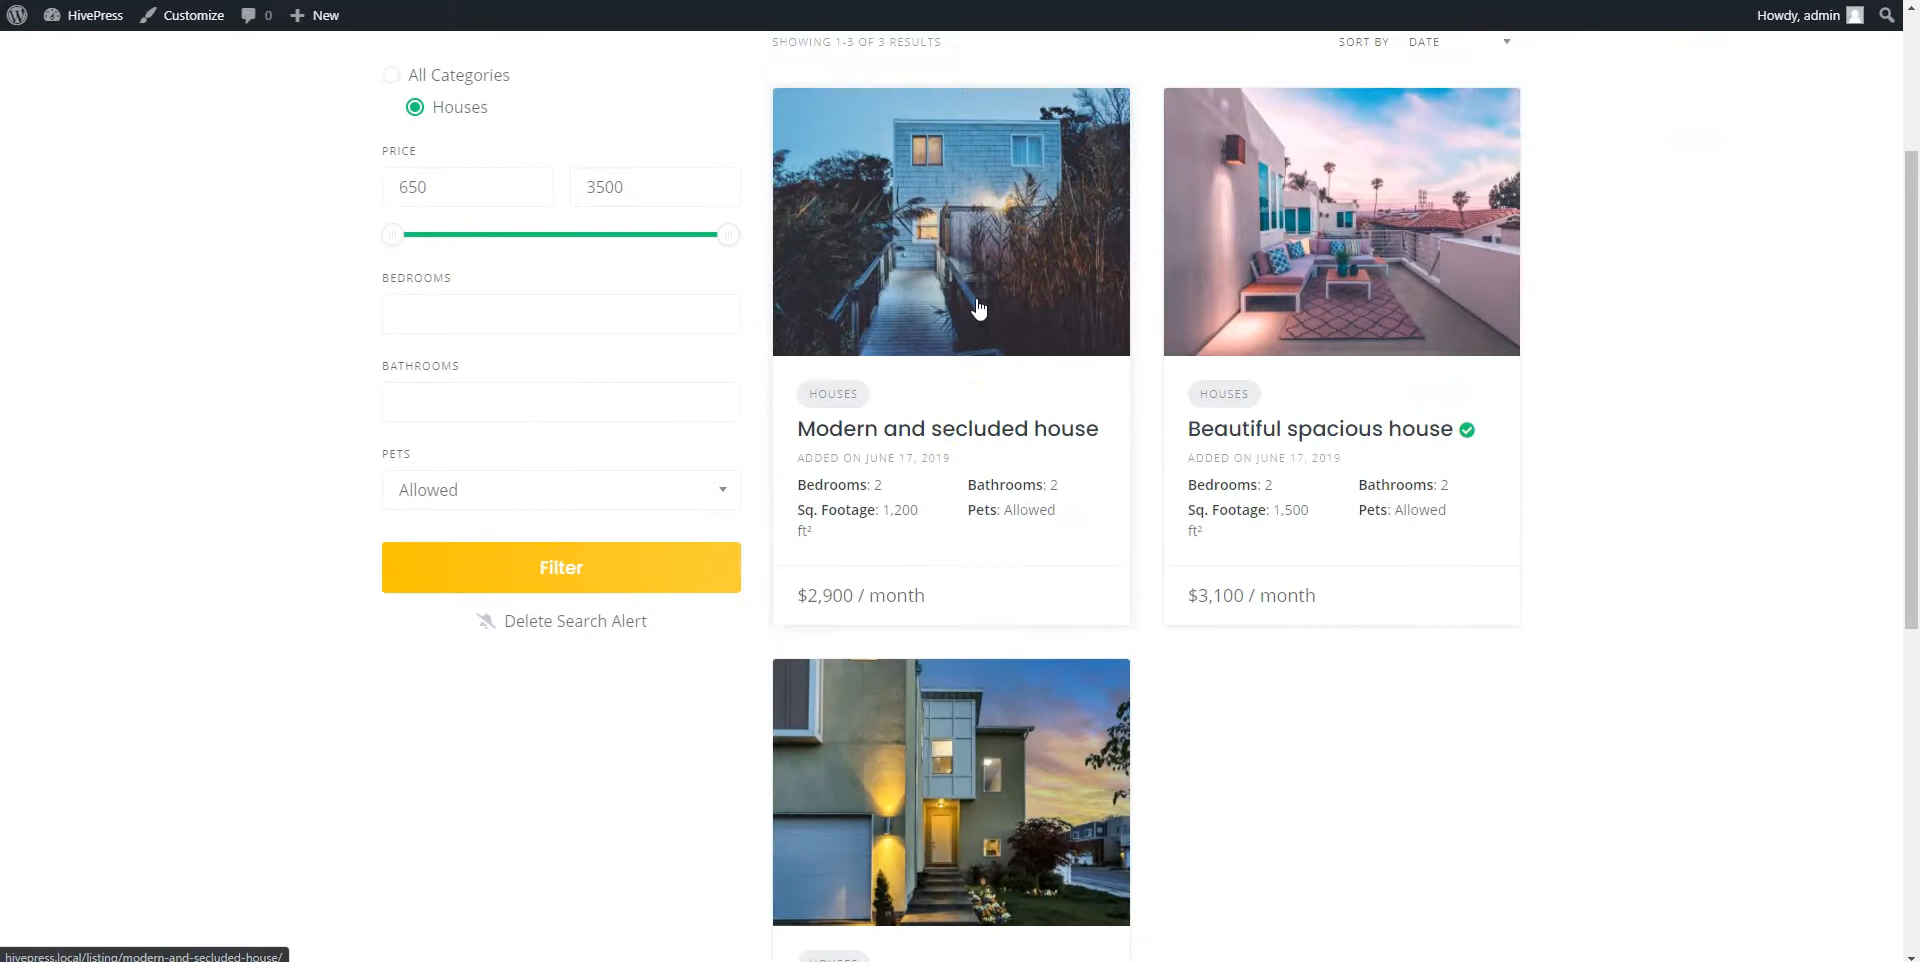 HivePress
Customize
0
New
Howdy, admin
SHOWING 1-3 OF 3 RESULTS
SORT BY DATE
All Categories
Houses
PRICE
650
3500
BEDROOMS
BATHROOMS
PETS
Allowed
Filter
Delete Search Alert
HOUSES
Modern and secluded house
ADDED ON JUNE 17, 2019
Bedrooms: 2
Bathrooms: 2
Sq. Footage: 1,200
ft²
Pets: Allowed
$2,900 / month
HOUSES
Beautiful spacious house
ADDED ON JUNE 17, 2019
Bedrooms: 2
Bathrooms: 2
Sq. Footage: 1,500
ft²
Pets: Allowed
$3,100 / month
HOUSES
hivepress.local/listing/modern-and-secluded-house/